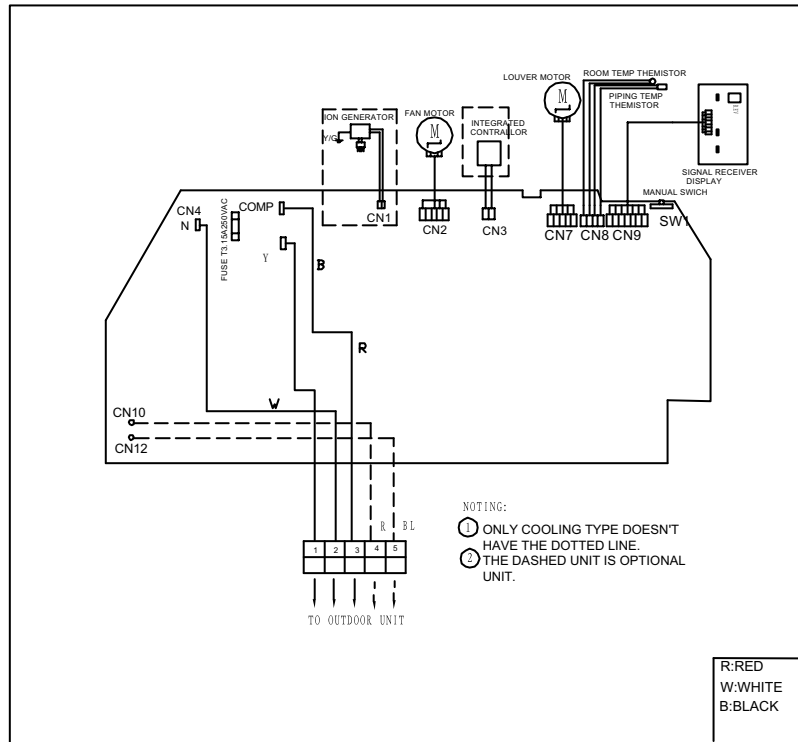 LOUVER MOTOR
ROOM TEMP THEMISTOR
PIPING TEMP
THEMISTOR
ION GENERATOR
Y/G
FAN MOTOR
M
INTEGRATED
CONTRALLOR
M
KEY
SIGNAL RECEIVER
DISPLAY
MANUAL SWICH
CN4
N
FUSE T3.15A250VAC
COMP
CN1
CN2
CN3
CN7
CN8
CN9
SW1
Y
B
R
W
CN10
CN12
R
BL
1 2 3 4 5
TO OUTDOOR UNIT
NOTING:
1 ONLY COOLING TYPE DOESN'T
HAVE THE DOTTED LINE.
2 THE DASHED UNIT IS OPTIONAL
UNIT.
R:RED
W:WHITE
B:BLACK